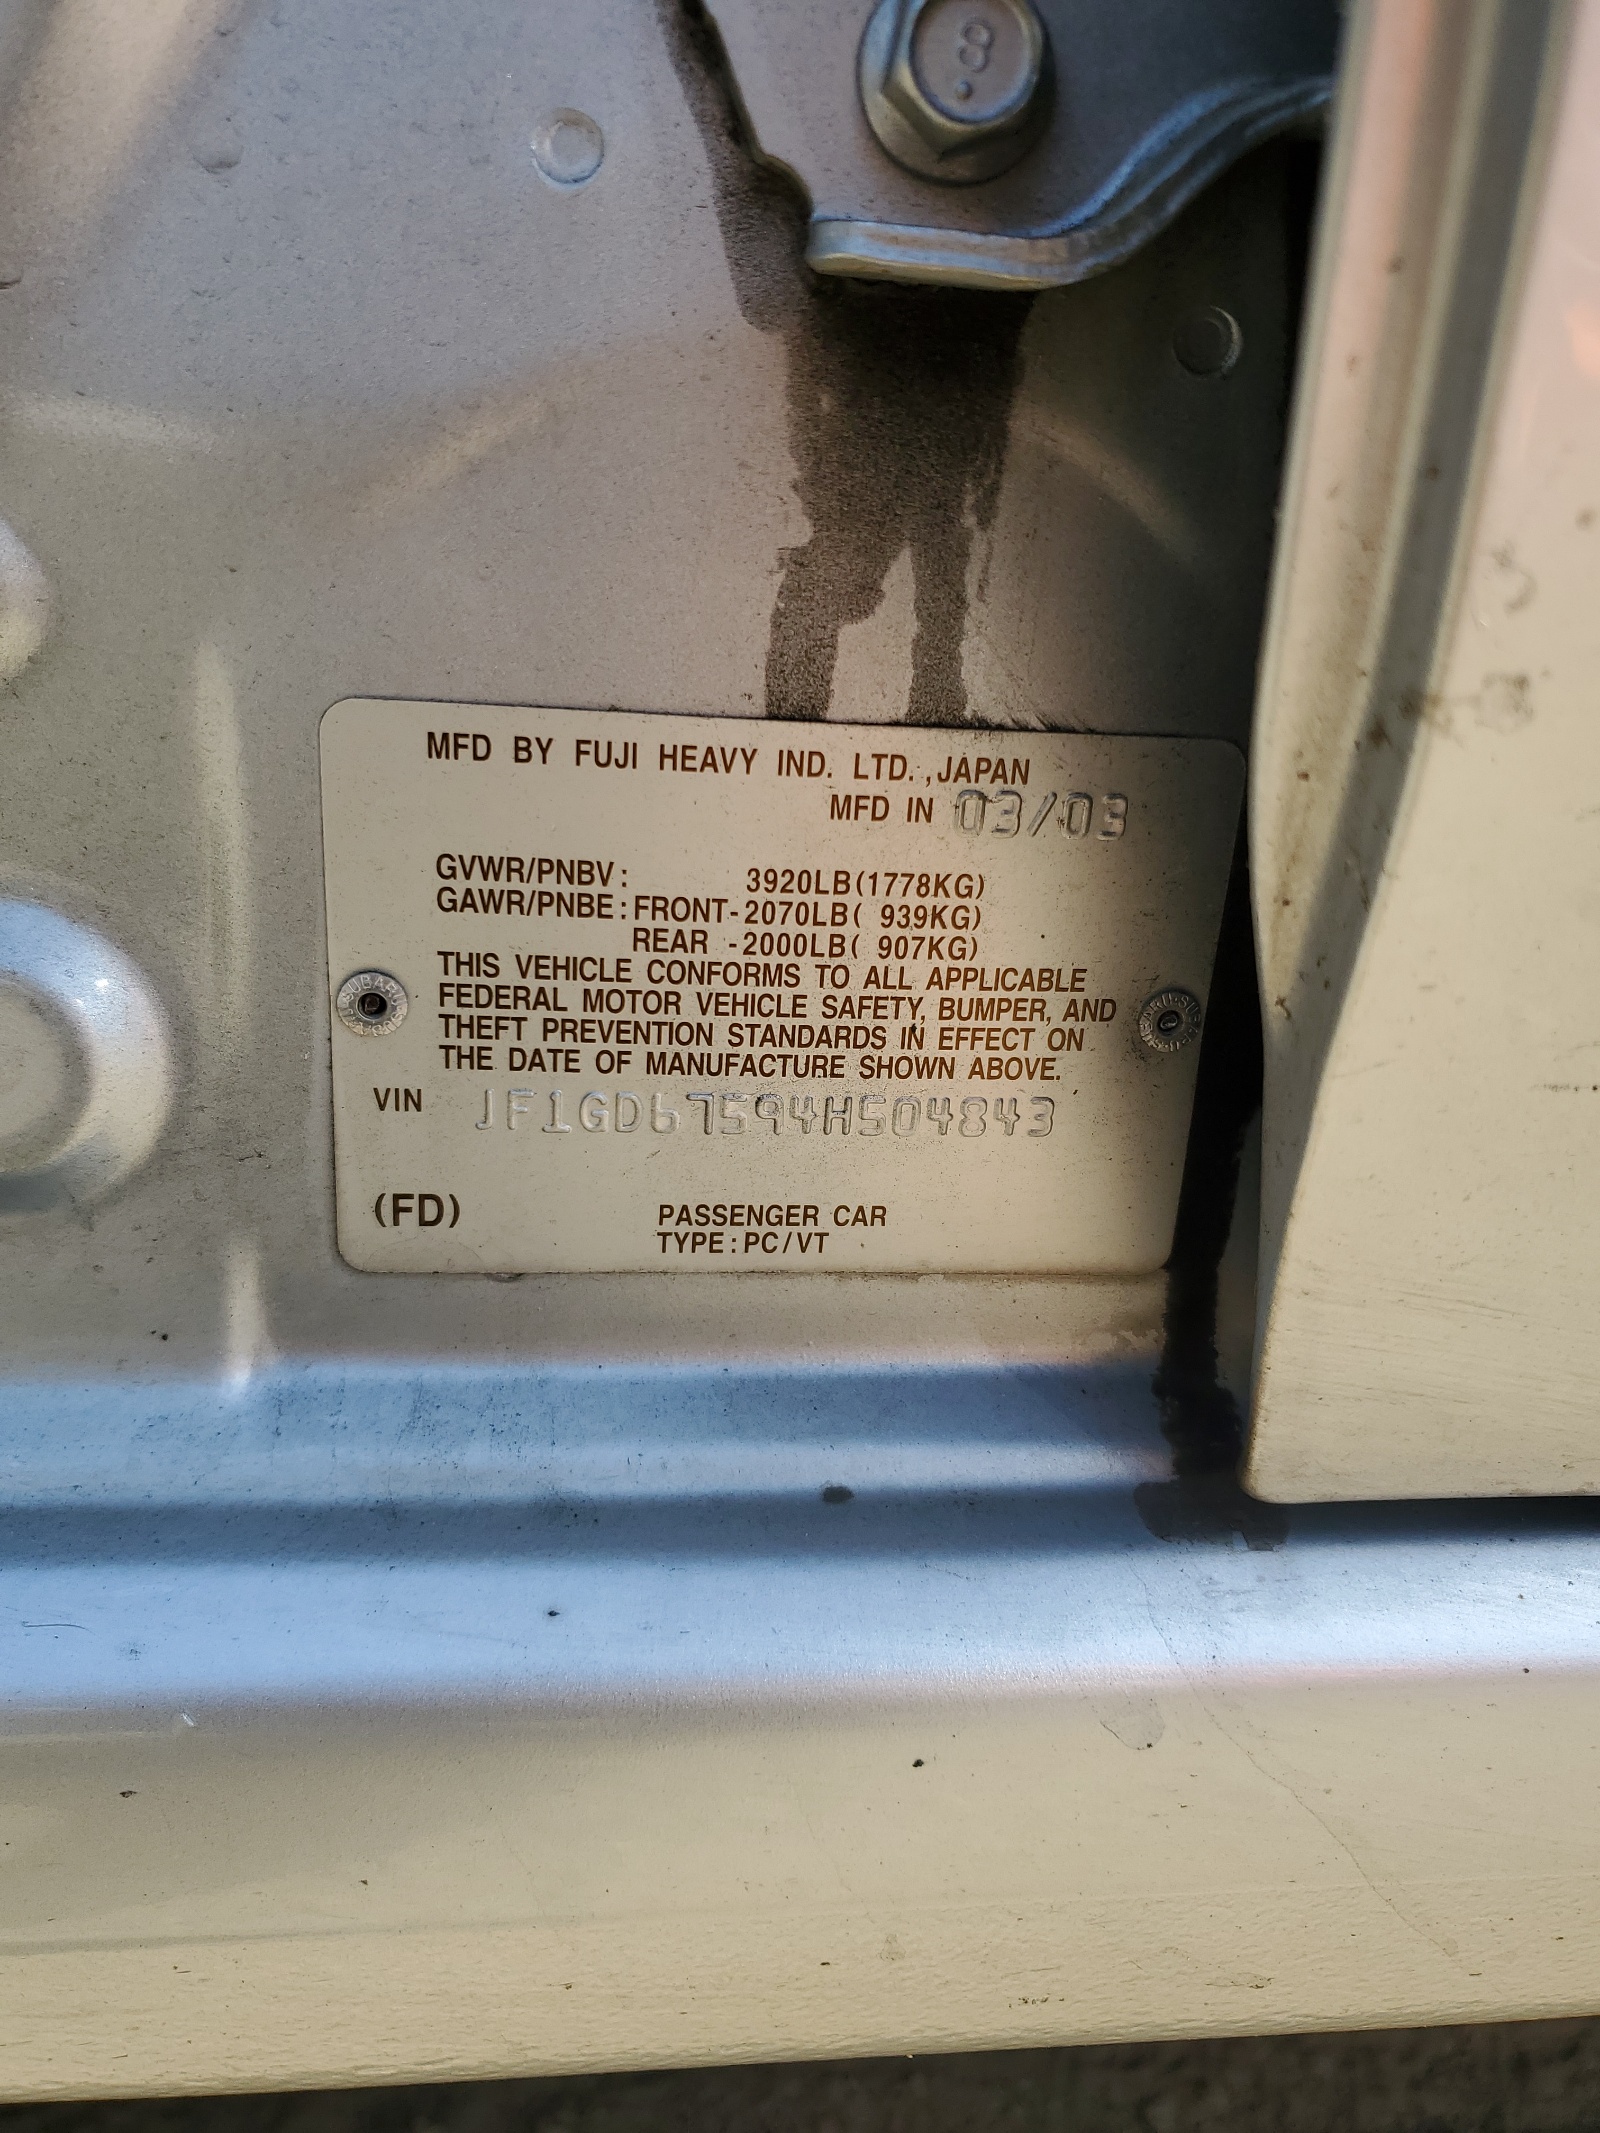 8
MFD BY FUJI HEAVY IND. LTD.,JAPAN
MFD IN 03/03
GVWR/PNBV: 3920LB(1778KG)
GAWR/PNBE:FRONT-2070LB( 939KG)
REAR -2000LB( 907KG)
THIS VEHICLE CONFORMS TO ALL APPLICABLE
FEDERAL MOTOR VEHICLE SAFETY, BUMPER, AND
THEFT PREVENTION STANDARDS IN EFFECT ON
THE DATE OF MANUFACTURE SHOWN ABOVE.
SUBARU
VIN JF1GD67594H504843
(FD) PASSENGER CAR
TYPE:PC/VT